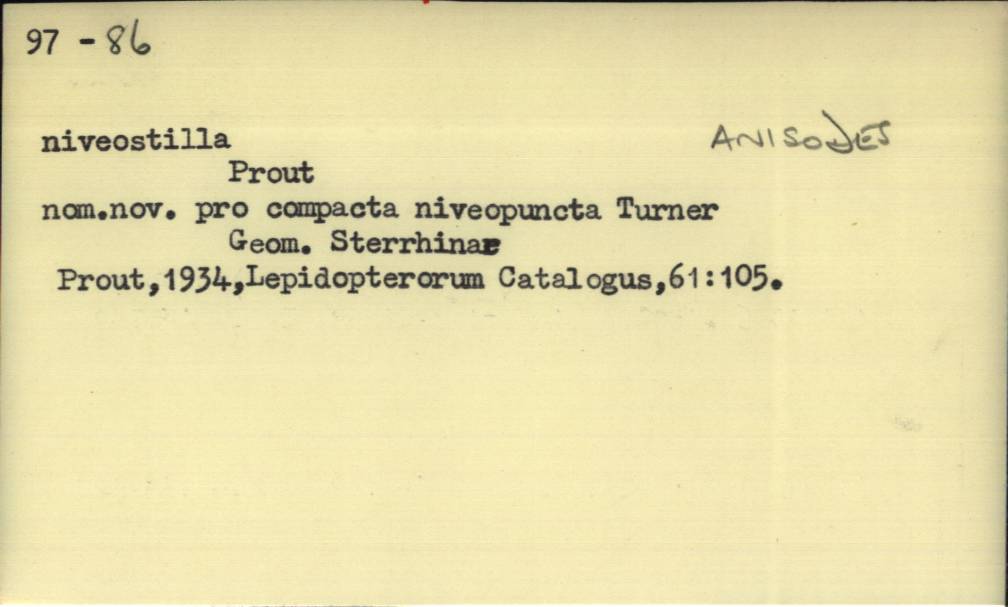 97 -86
niveostilla ANISODES
Prout
nom.nov. pro compacta niveopuncta Turner
Geom. Sterrhinae
Prout,1934,Lepidopterorum Catalogus,61:105.